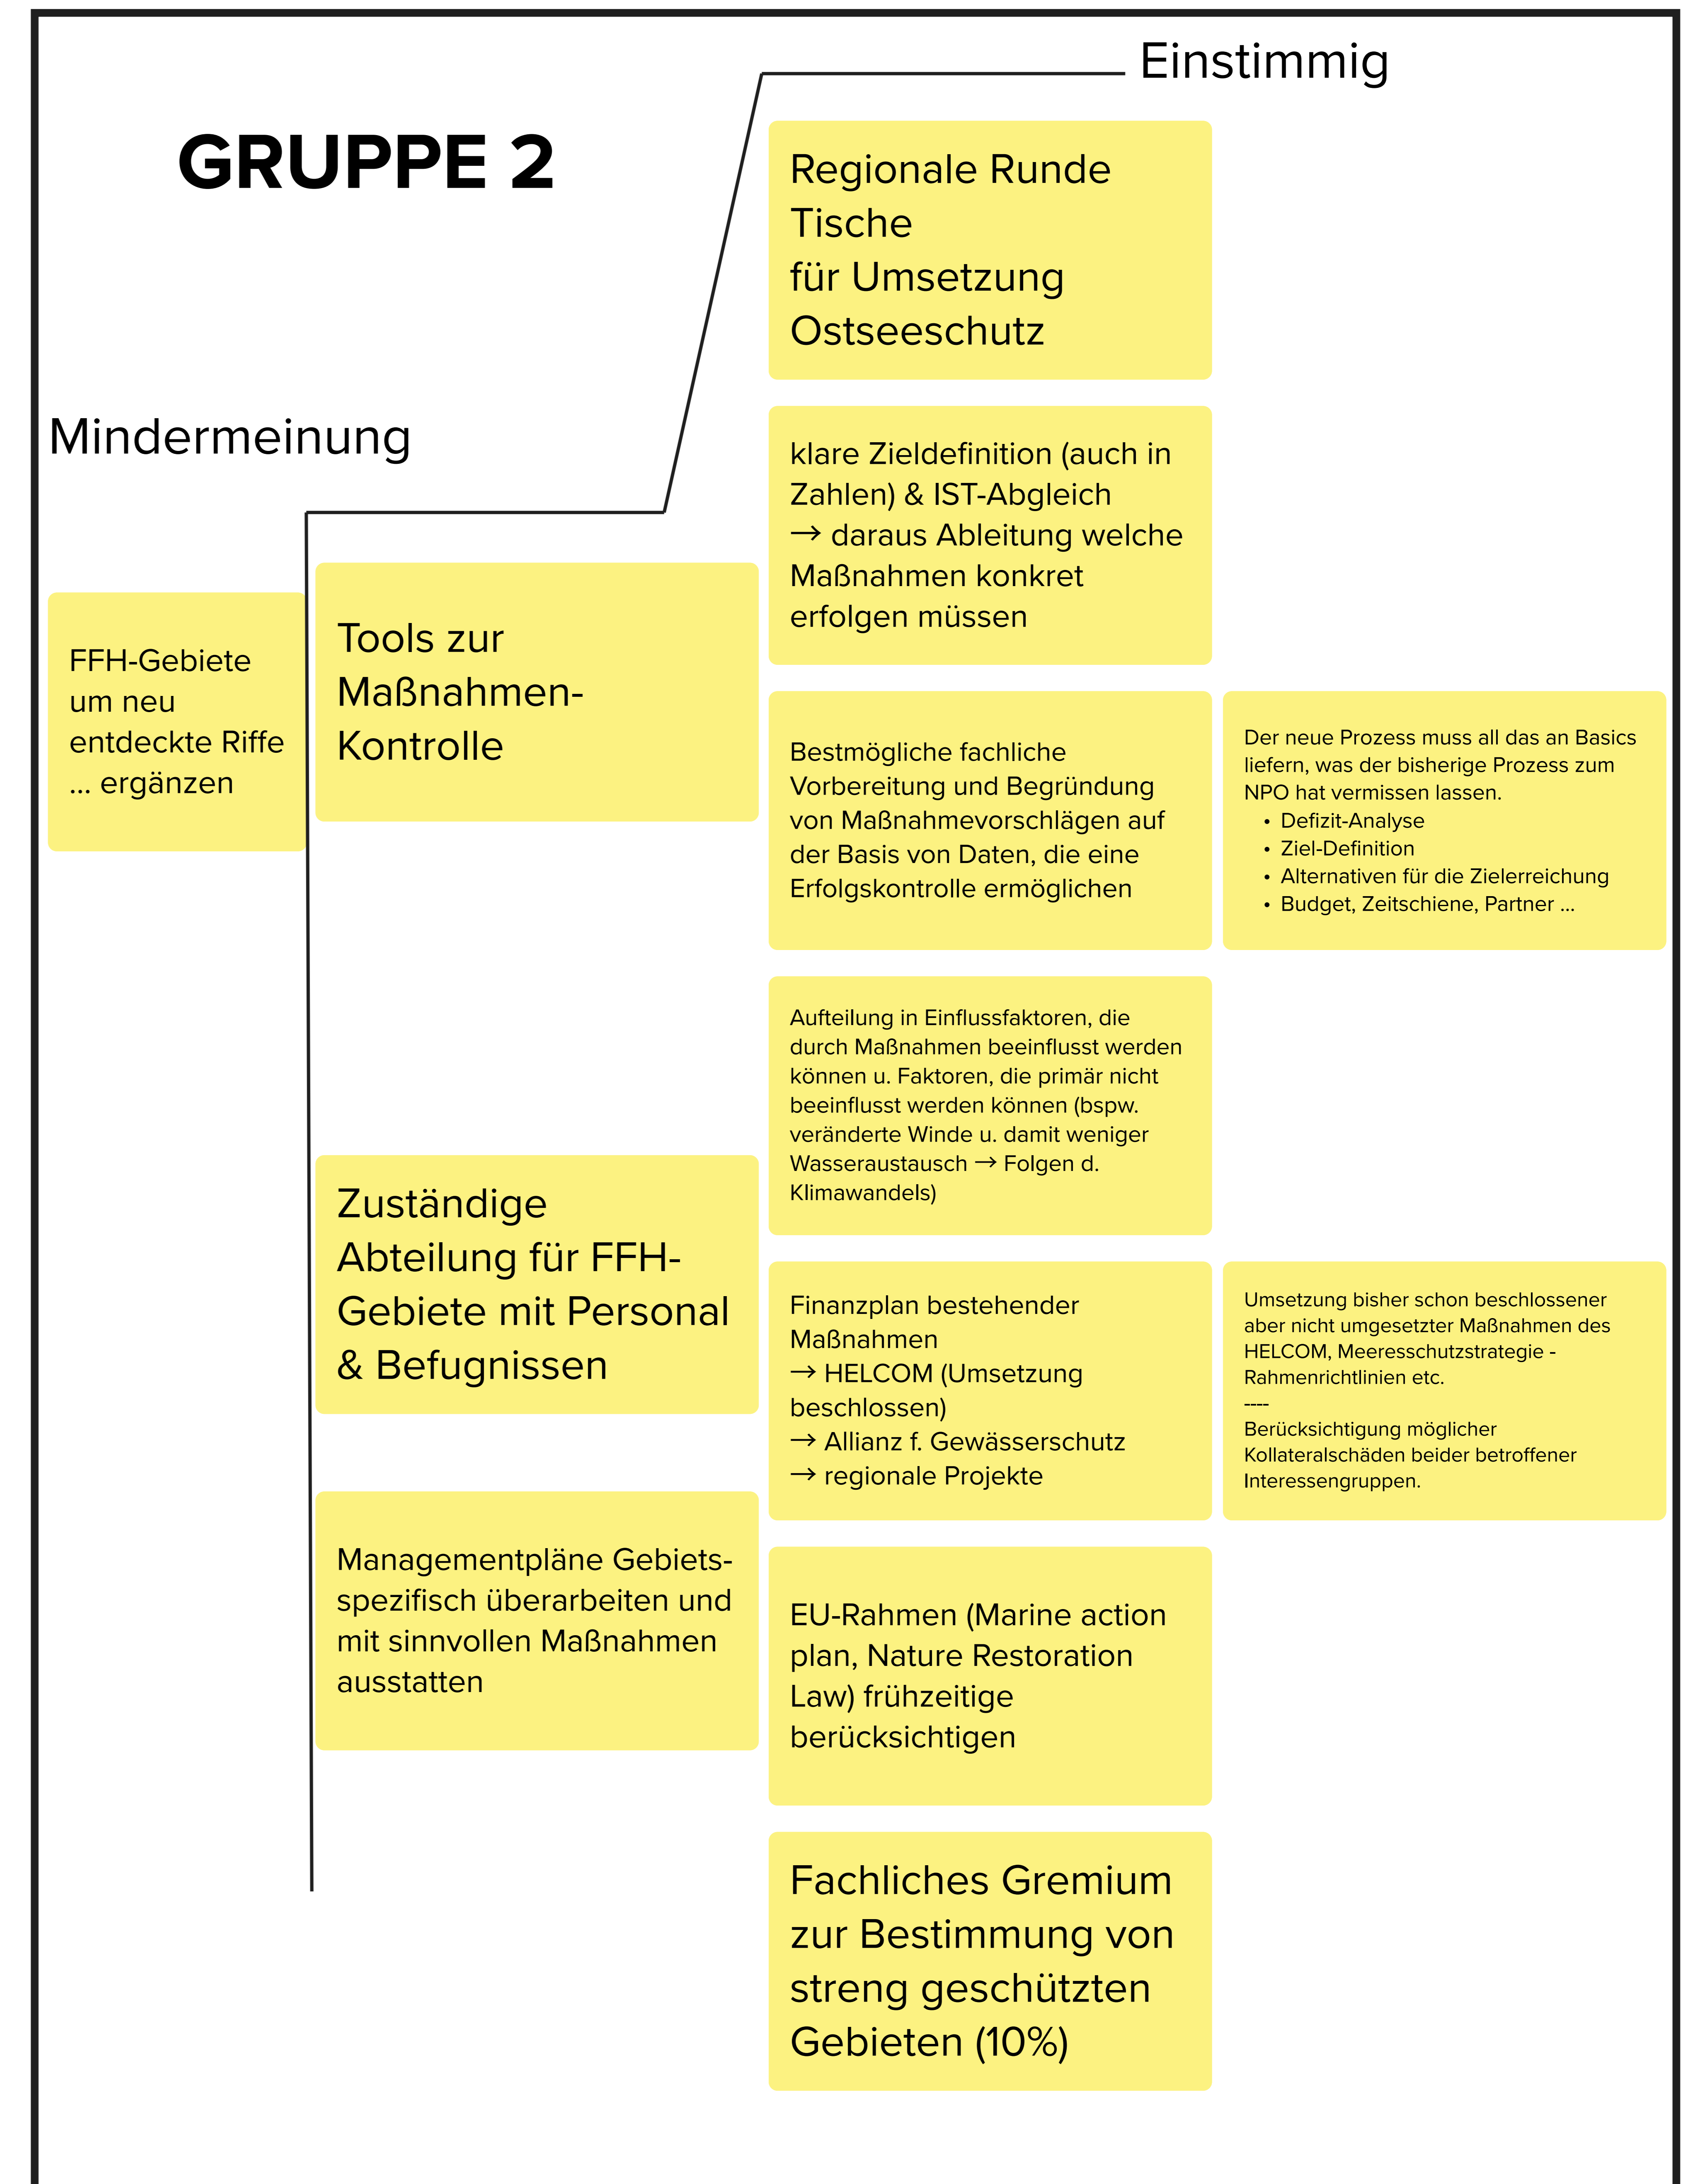 Einstimmig
GRUPPE 2
Regionale Runde
Tische
für Umsetzung
Ostseeschutz
Mindermeinung
klare Zieldefinition (auch in
Zahlen) & IST-Abgleich
→ daraus Ableitung welche
Maßnahmen konkret
erfolgen müssen
FFH-Gebiete
um neu
entdeckte Riffe
... ergänzen
Tools zur
Maßnahmen-
Kontrolle
Bestmögliche fachliche
Vorbereitung und Begründung
von Maßnahmevorschlägen auf
der Basis von Daten, die eine
Erfolgskontrolle ermöglichen
Der neue Prozess muss all das an Basics
liefern, was der bisherige Prozess zum
NPO hat vermissen lassen.
• Defizit-Analyse
• Ziel-Definition
• Alternativen für die Zielerreichung
• Budget, Zeitschiene, Partner ...
Aufteilung in Einflussfaktoren, die
durch Maßnahmen beeinflusst werden
können u. Faktoren, die primär nicht
beeinflusst werden können (bspw.
veränderte Winde u. damit weniger
Wasseraustausch → Folgen d.
Klimawandels)
Zuständige
Abteilung für FFH-
Gebiete mit Personal
& Befugnissen
Finanzplan bestehender
Maßnahmen
→ HELCOM (Umsetzung
beschlossen)
→ Allianz f. Gewässerschutz
→ regionale Projekte
Umsetzung bisher schon beschlossener
aber nicht umgesetzter Maßnahmen des
HELCOM, Meeresschutzstrategie -
Rahmenrichtlinien etc.
----
Berücksichtigung möglicher
Kollateralschäden beider betroffener
Interessengruppen.
Managementpläne Gebiets-
spezifisch überarbeiten und
mit sinnvollen Maßnahmen
ausstatten
EU-Rahmen (Marine action
plan, Nature Restoration
Law) frühzeitige
berücksichtigen
Fachliches Gremium
zur Bestimmung von
streng geschützten
Gebieten (10%)